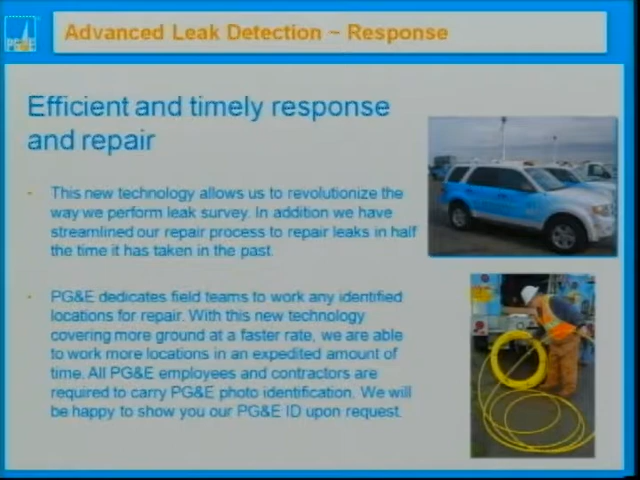 PG&E
Advanced Leak Detection ~ Response
Efficient and timely response
and repair
- This new technology allows us to revolutionize the
way we perform leak survey. In addition we have
streamlined our repair process to repair leaks in half
the time it has taken in the past.
- PG&E dedicates field teams to work any identified
locations for repair. With this new technology
covering more ground at a faster rate, we are able
to work more locations in an expedited amount of
time. All PG&E employees and contractors are
required to carry PG&E photo identification. We will
be happy to show you our PG&E ID upon request.